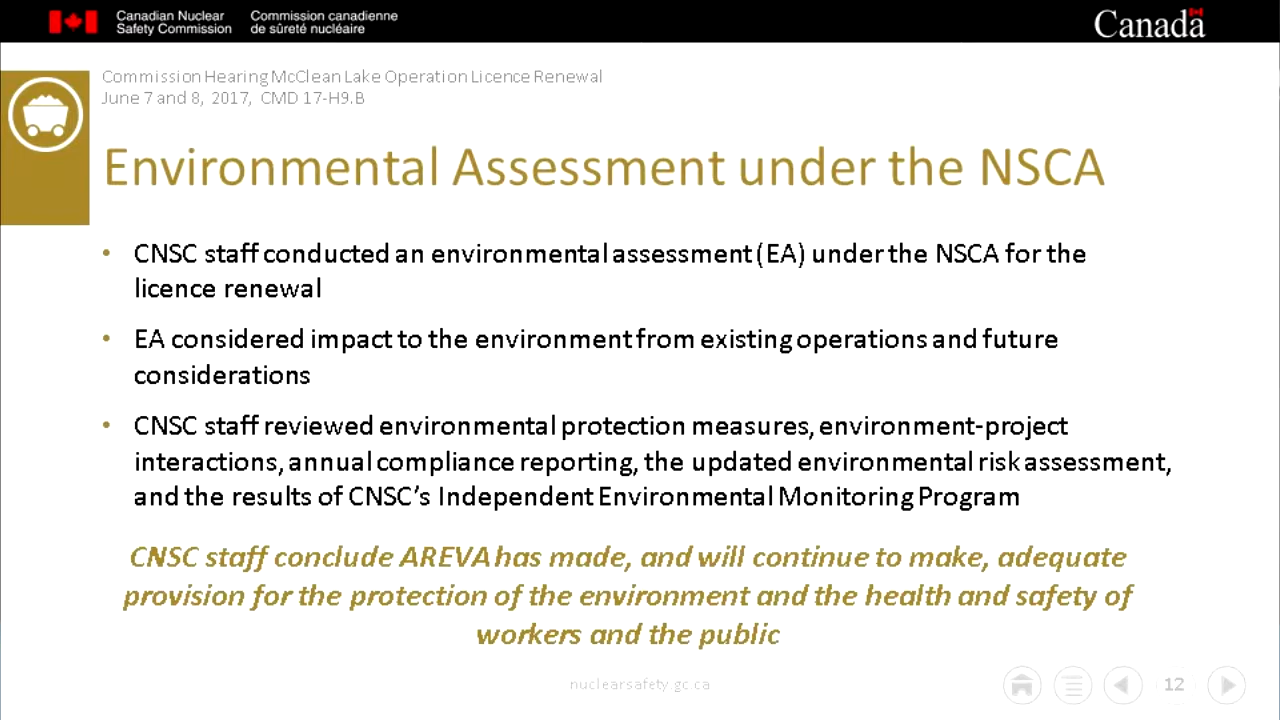 Canadian Nuclear Safety Commission
Commission canadienne de sûreté nucléaire
Canada
Commission Hearing McClean Lake Operation Licence Renewal
June 7 and 8, 2017, CMD 17-H9.B
Environmental Assessment under the NSCA
• CNSC staff conducted an environmental assessment (EA) under the NSCA for the
licence renewal
• EA considered impact to the environment from existing operations and future
considerations
• CNSC staff reviewed environmental protection measures, environment-project
interactions, annual compliance reporting, the updated environmental risk assessment,
and the results of CNSC's Independent Environmental Monitoring Program
CNSC staff conclude AREVA has made, and will continue to make, adequate
provision for the protection of the environment and the health and safety of
workers and the public
nuclearsafety.gc.ca
12